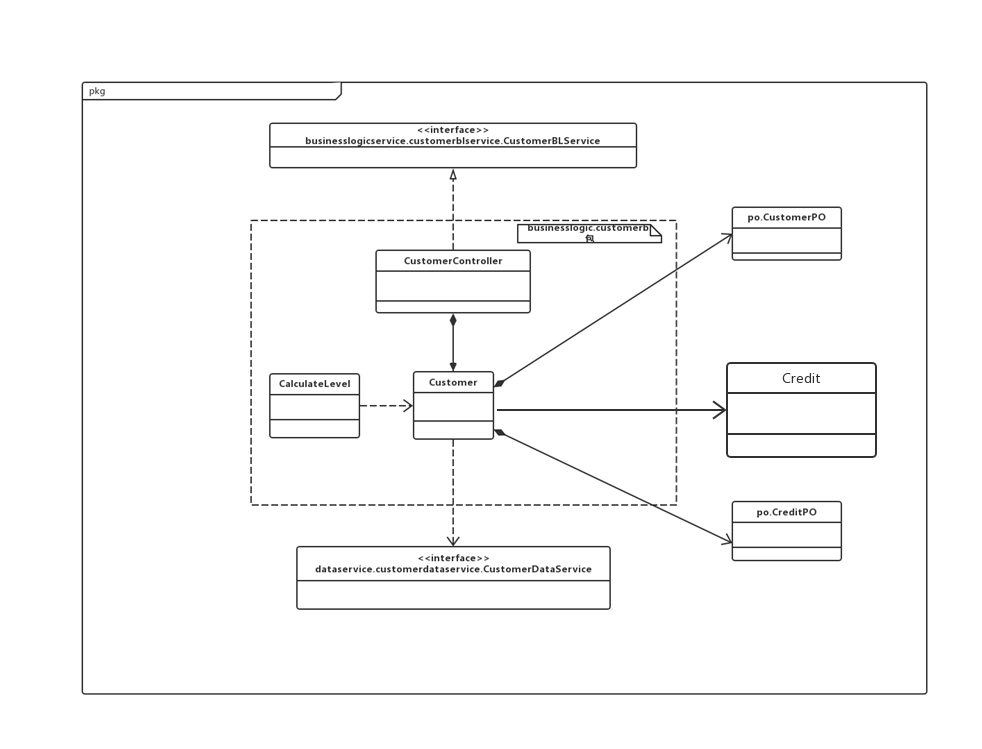 pkg
<<interface>>
businesslogicservice.customerblservice.CustomerBLService
businesslogic.customerb
包
po.CustomerPO
CustomerController
Credit
CalculateLevel
Customer
po.CreditPO
<<interface>>
dataservice.customerdataservice.CustomerDataService